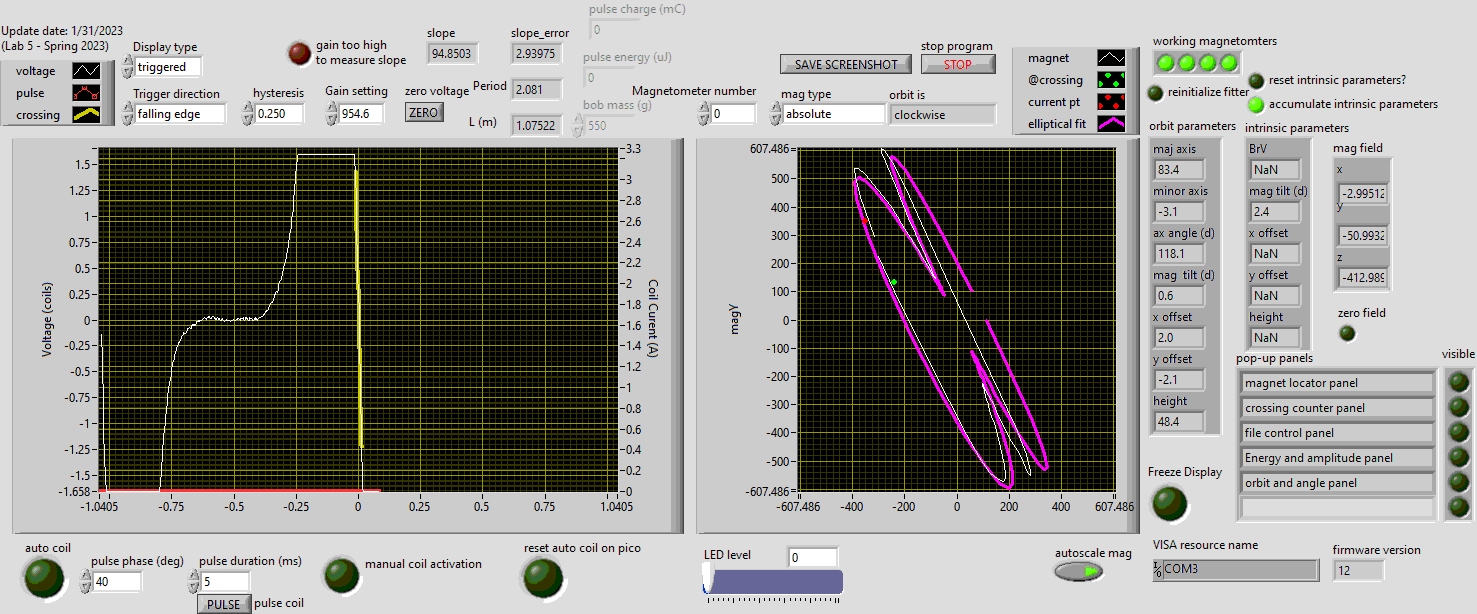 Update date: 1/31/2023
(Lab 5 - Spring 2023)
voltage
pulse
crossing
Display type
triggered
Trigger direction
falling edge
gain too high
to measure slope
hysteresis
0.250
Gain setting
954.6
slope
94.8503
slope_error
2.93975
zero voltage
ZERO
Period
2.081
L (m)
1.07522
pulse charge (mC)
0
pulse energy (uJ)
0
bob mass (g)
550
Magnetometer number
0
SAVE SCREENSHOT
stop program
STOP
mag type
absolute
orbit is
clockwise
magnet
@crossing
current pt
elliptical fit
working magnetomters
reinitialize fitter
reset intrinsic parameters?
accumulate intrinsic parameters
orbit parameters
maj axis
83.4
minor axis
-3.1
ax angle (d)
118.1
mag tilt (d)
0.6
x offset
2.0
y offset
-2.1
height
48.4
intrinsic parameters
BrV
NaN
mag tilt (d)
2.4
x offset
NaN
y offset
NaN
height
NaN
mag field
x
-2.99512
y
-50.9932
z
-412.989
zero field
pop-up panels
visible
magnet locator panel
crossing counter panel
file control panel
Energy and amplitude panel
orbit and angle panel
Freeze Display
VISA resource name
COM3
firmware version
12
Voltage (coils)
1.5
1.25
1
0.75
0.5
0.25
0
-0.25
-0.5
-0.75
-1
-1.25
-1.5
-1.658
-1.0405
-0.75
-0.5
-0.25
0
0.25
0.5
0.75
1.0405
3.3
3
2.8
2.6
2.4
2.2
2
1.8
1.6
1.4
1.2
1
0.8
0.6
0.4
0.2
0
Coil Curent (A)
magy
607.486
500
400
300
200
100
0
-100
-200
-300
-400
-500
-607.486
-607.486
-400
-200
0
200
400
607.486
auto coil
pulse phase (deg)
40
pulse duration (ms)
5
PULSE
pulse coil
manual coil activation
reset auto coil on pico
LED level
0
autoscale mag